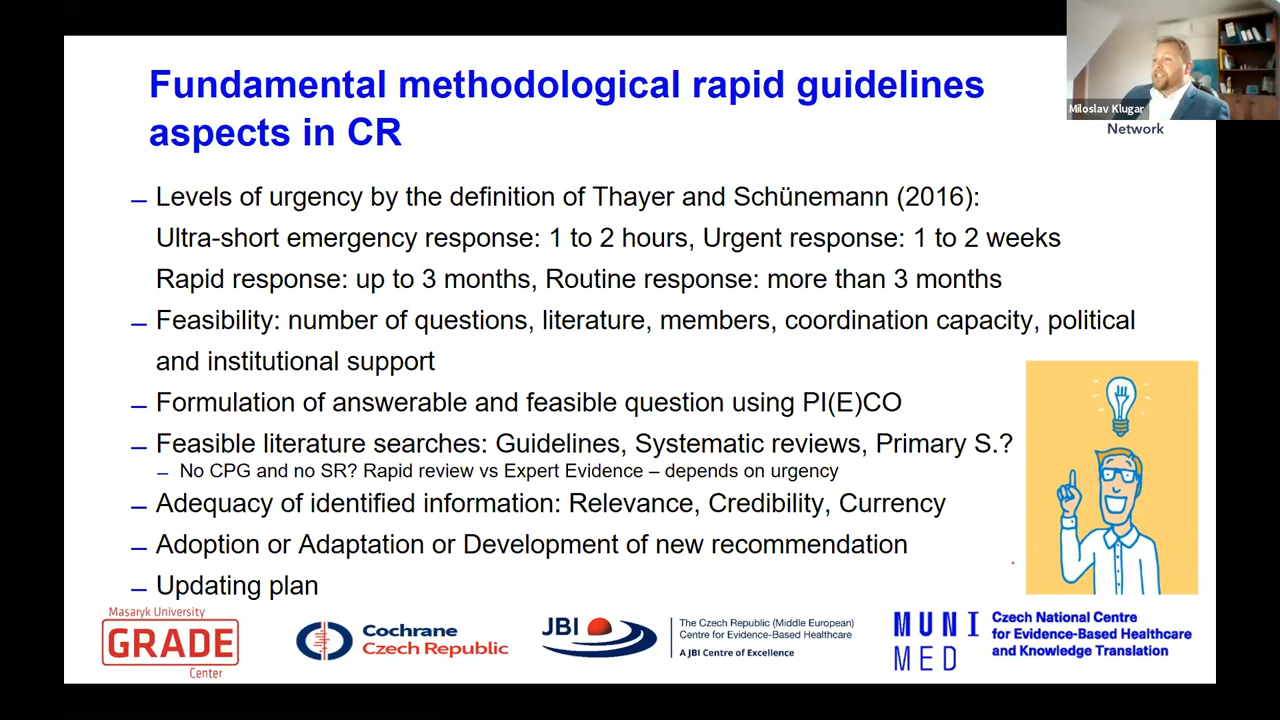 Fundamental methodological rapid guidelines
aspects in CR
Miloslav Klugar
Network
– Levels of urgency by the definition of Thayer and Schünemann (2016):
Ultra-short emergency response: 1 to 2 hours, Urgent response: 1 to 2 weeks
Rapid response: up to 3 months, Routine response: more than 3 months
– Feasibility: number of questions, literature, members, coordination capacity, political
and institutional support
– Formulation of answerable and feasible question using PI(E)CO
– Feasible literature searches: Guidelines, Systematic reviews, Primary S.?
– No CPG and no SR? Rapid review vs Expert Evidence – depends on urgency
– Adequacy of identified information: Relevance, Credibility, Currency
– Adoption or Adaptation or Development of new recommendation
– Updating plan
Masaryk University
GRADE
Center
Cochrane
Czech Republic
JBI
The Czech Republic (Middle European)
Centre for Evidence-Based Healthcare
A JBI Centre of Excellence
MUNI
MED
Czech National Centre
for Evidence-Based Healthcare
and Knowledge Translation